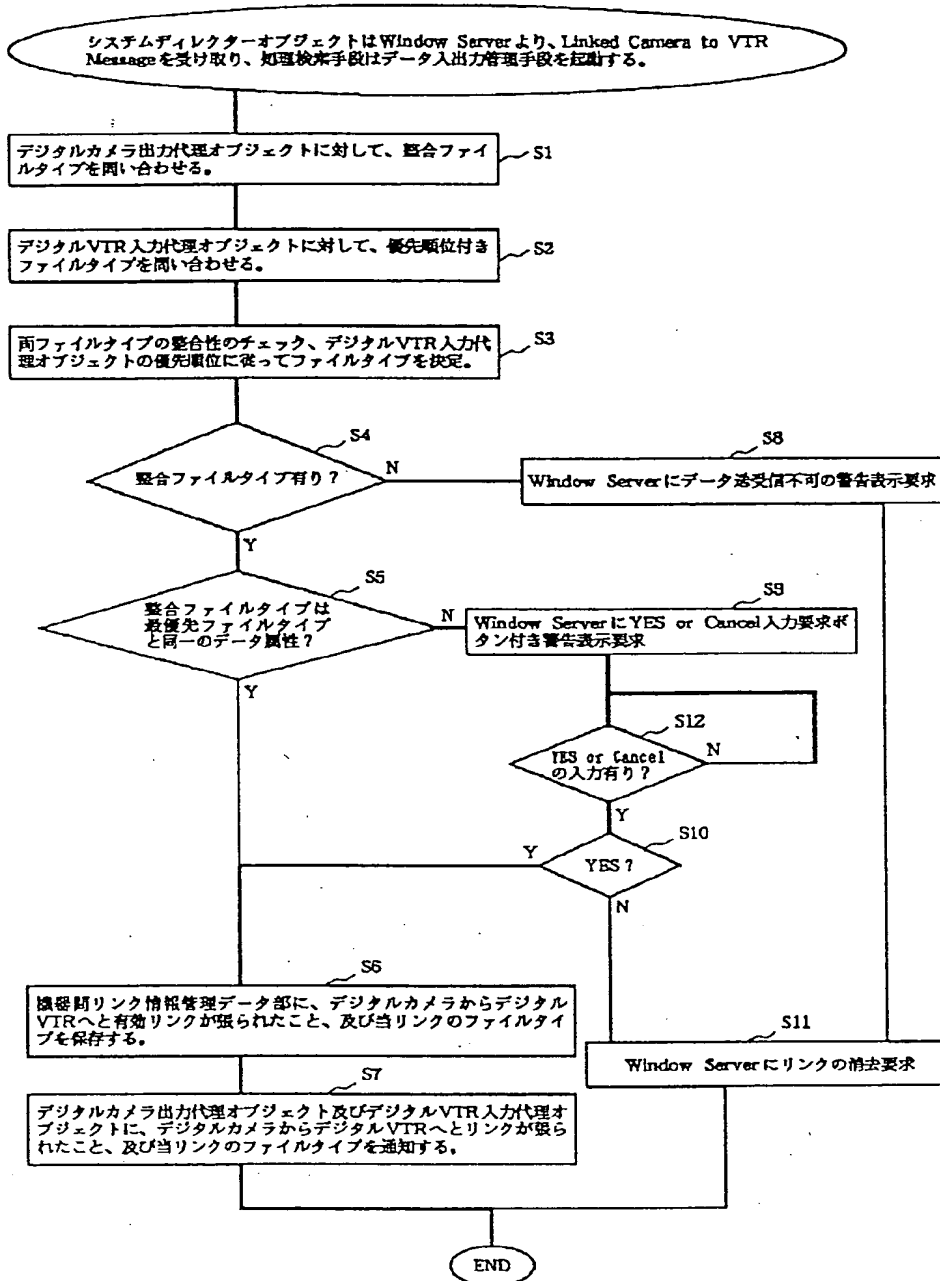 システムディレクターオブジェクトはWindow Serverより、Linked Camera to VTR
Messageを受け取り、処理検索手段はデータ入出力管理手段を起動する。
デジタルカメラ出力代理オブジェクトに対して、整合ファイ
ルタイプを問い合わせる。
S1
デジタルVTR入力代理オブジェクトに対して、優先順位付き
ファイルタイプを問い合わせる。
S2
両ファイルタイプの整合性のチェック、デジタルVTR入力代
理オブジェクトの優先順位に従ってファイルタイプを決定。
S3
S4
整合ファイルタイプ有り？
N
Y
S8
Window Serverにデータ送受信不可の警告表示要求
S5
整合ファイルタイプは
最優先ファイルタイプ
と同一のデータ属性？
N
Y
S9
Window ServerにYES or Cancel入力要求ボ
タン付き警告表示要求
S12
YES or Cancel
の入力有り？
N
Y
S10
YES？
Y
N
S6
機器間リンク情報管理データ部に、デジタルカメラからデジタル
VTRへと有効リンクが張られたこと、及び当リンクのファイルタイプ
を保存する。
S11
Window Serverにリンクの消去要求
S7
デジタルカメラ出力代理オブジェクト及びデジタルVTR入力代理オ
ブジェクトに、デジタルカメラからデジタルVTRへとリンクが張ら
れたこと、及び当リンクのファイルタイプを通知する。
END